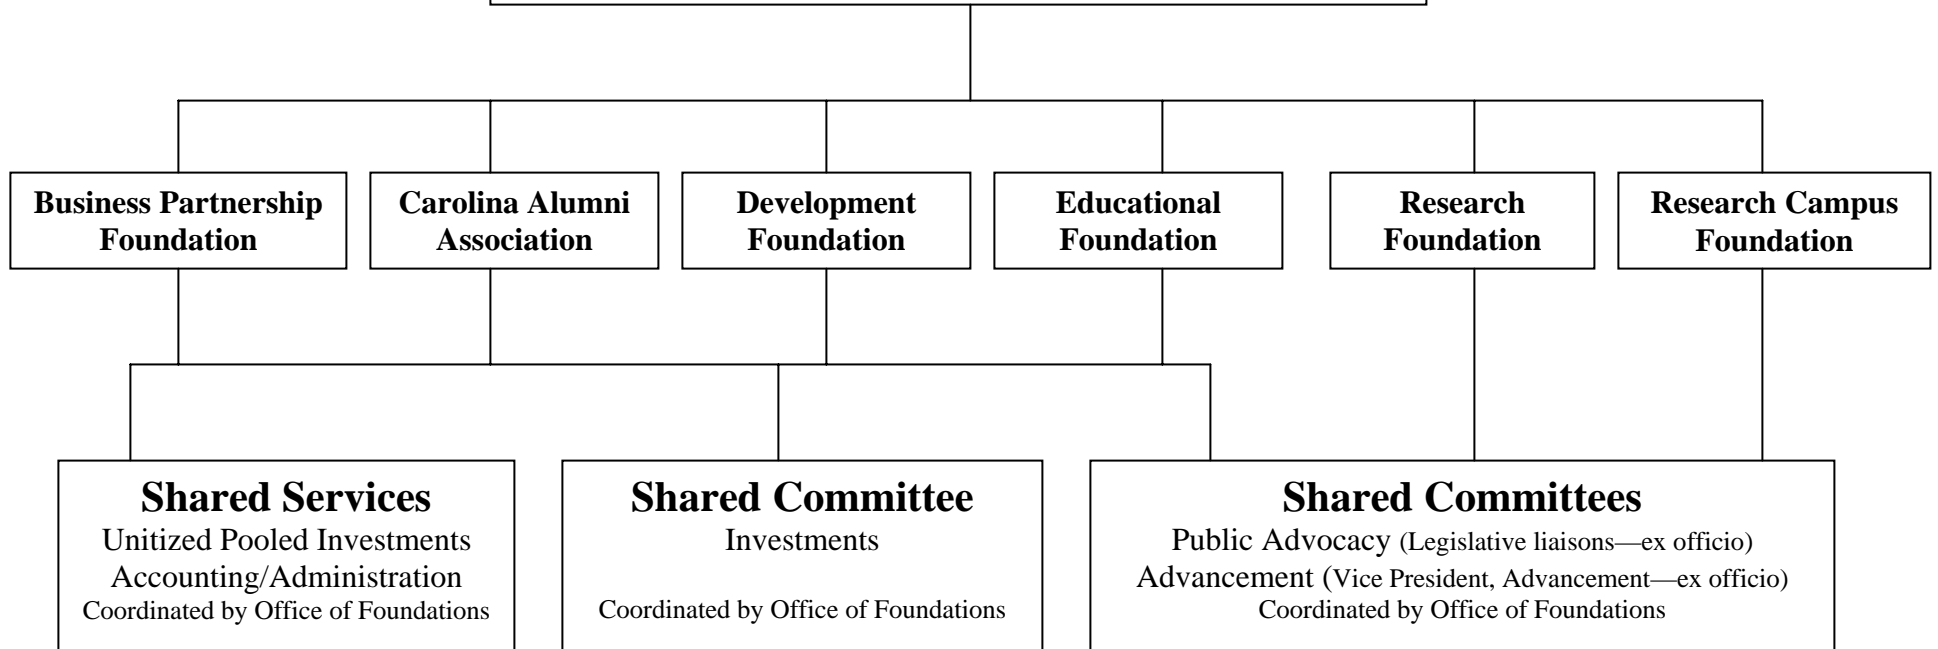 Business Partnership
Foundation
Carolina Alumni
Association
Development
Foundation
Educational
Foundation
Research
Foundation
Research Campus
Foundation
Shared Services
Unitized Pooled Investments
Accounting/Administration
Coordinated by Office of Foundations
Shared Committee
Investments
Coordinated by Office of Foundations
Shared Committees
Public Advocacy (Legislative liaisons—ex officio)
Advancement (Vice President, Advancement—ex officio)
Coordinated by Office of Foundations